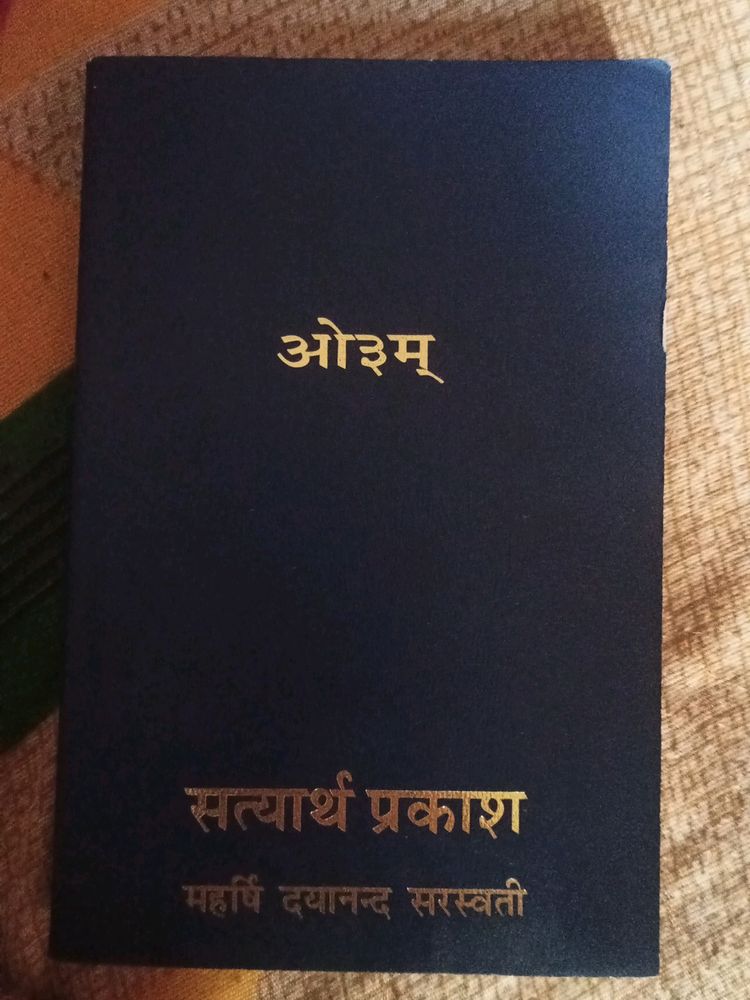 ओ३म्
सत्यार्थ प्रकाश
महर्षि दयानन्द सरस्वती